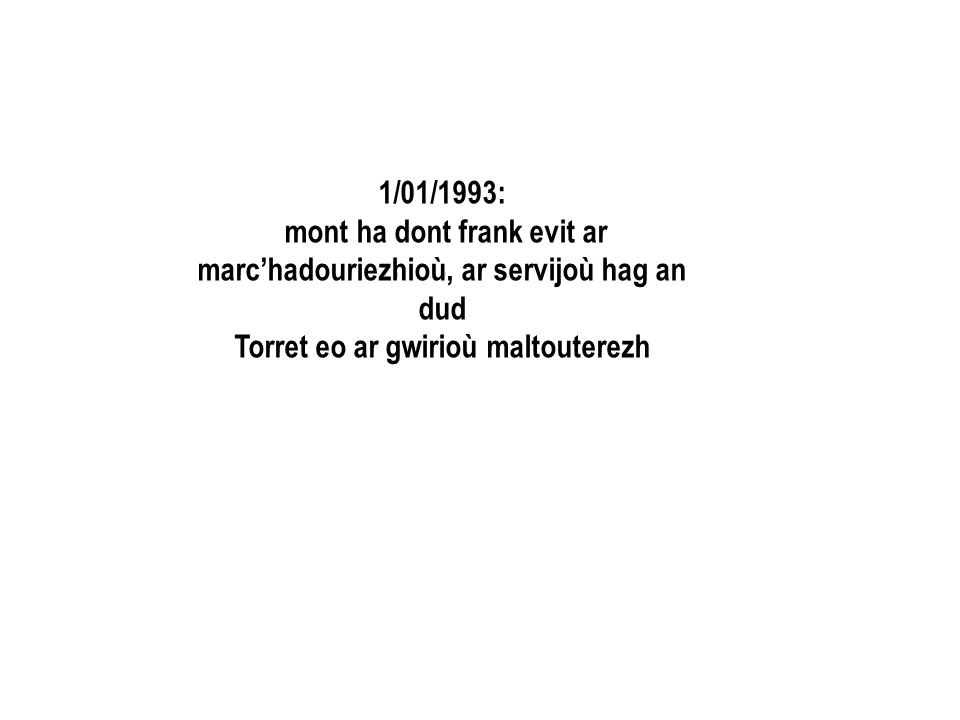 1/01/1993:
mont ha dont frank evit ar
marc’hadouriezhioù, ar servijoù hag an
dud
Torret eo ar gwirioù maltouterezh